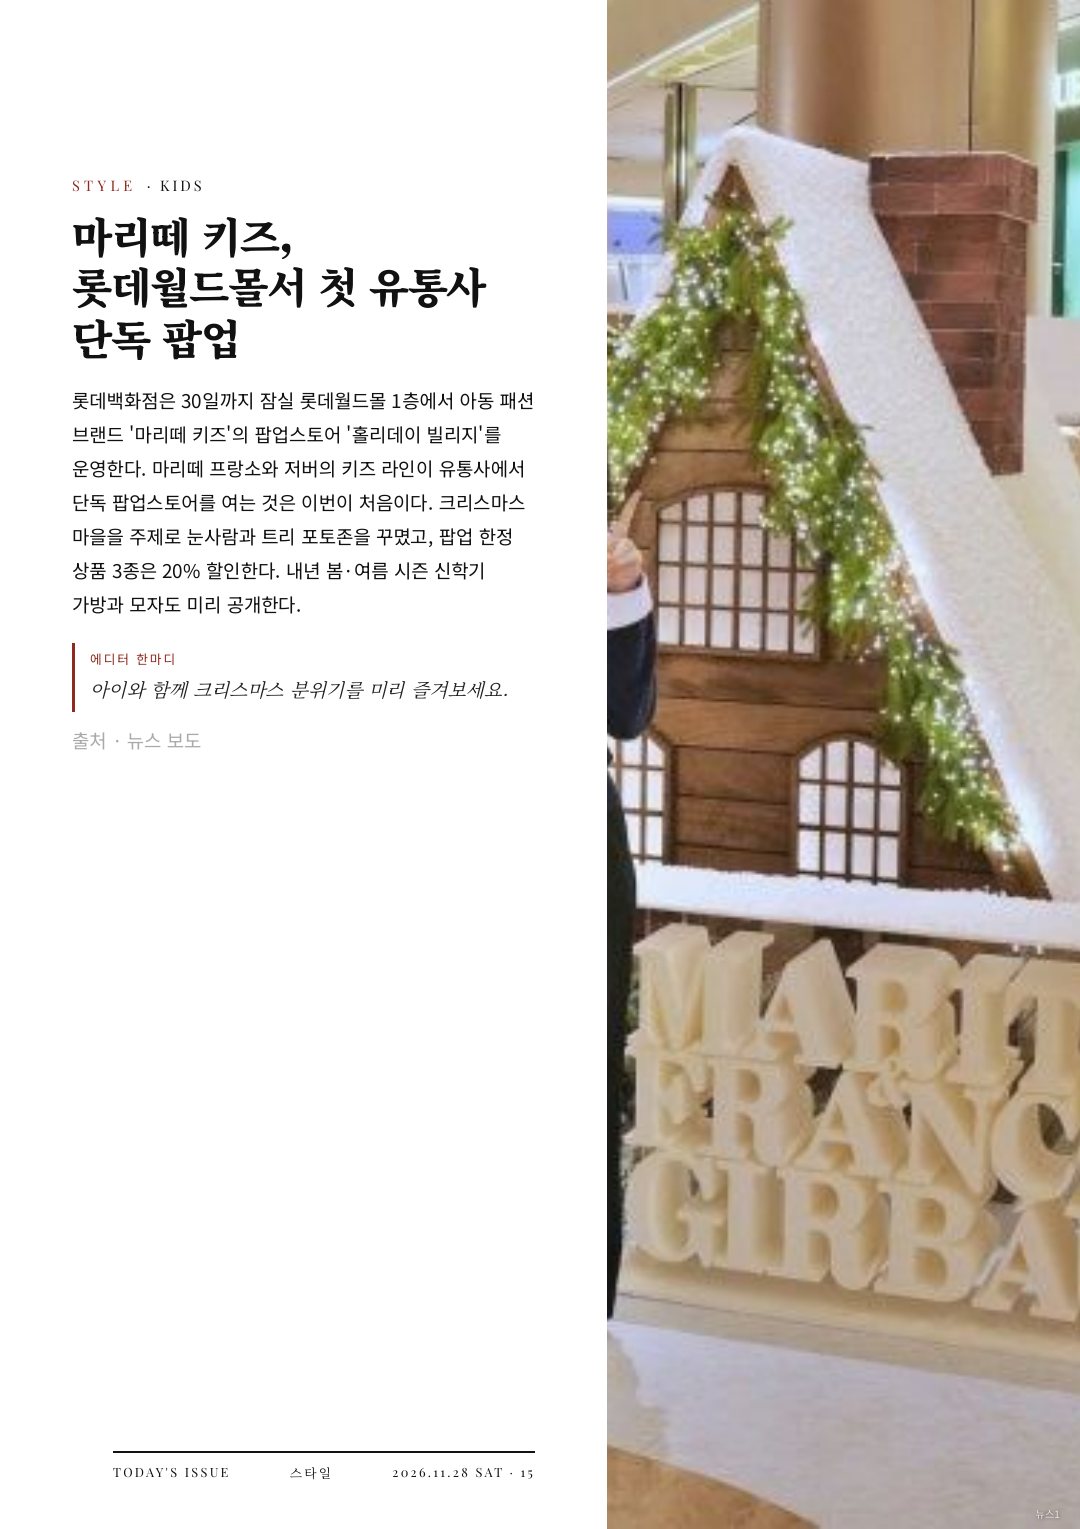 STYLE · KIDS
마리떼 키즈,
롯데월드몰서 첫 유통사
단독 팝업
롯데백화점은 30일까지 잠실 롯데월드몰 1층에서 아동 패션
브랜드 '마리떼 키즈'의 팝업스토어 '홀리데이 빌리지'를
운영한다. 마리떼 프랑소와 저버의 키즈 라인이 유통사에서
단독 팝업스토어를 여는 것은 이번이 처음이다. 크리스마스
마을을 주제로 눈사람과 트리 포토존을 꾸몄고, 팝업 한정
상품 3종은 20% 할인한다. 내년 봄·여름 시즌 신학기
가방과 모자도 미리 공개한다.
에디터 한마디
아이와 함께 크리스마스 분위기를 미리 즐겨보세요.
출처 · 뉴스 보도
MARIT
FRANC
&
GIRBA
TODAY'S ISSUE 스타일 2026.11.28 SAT · 15
뉴스1